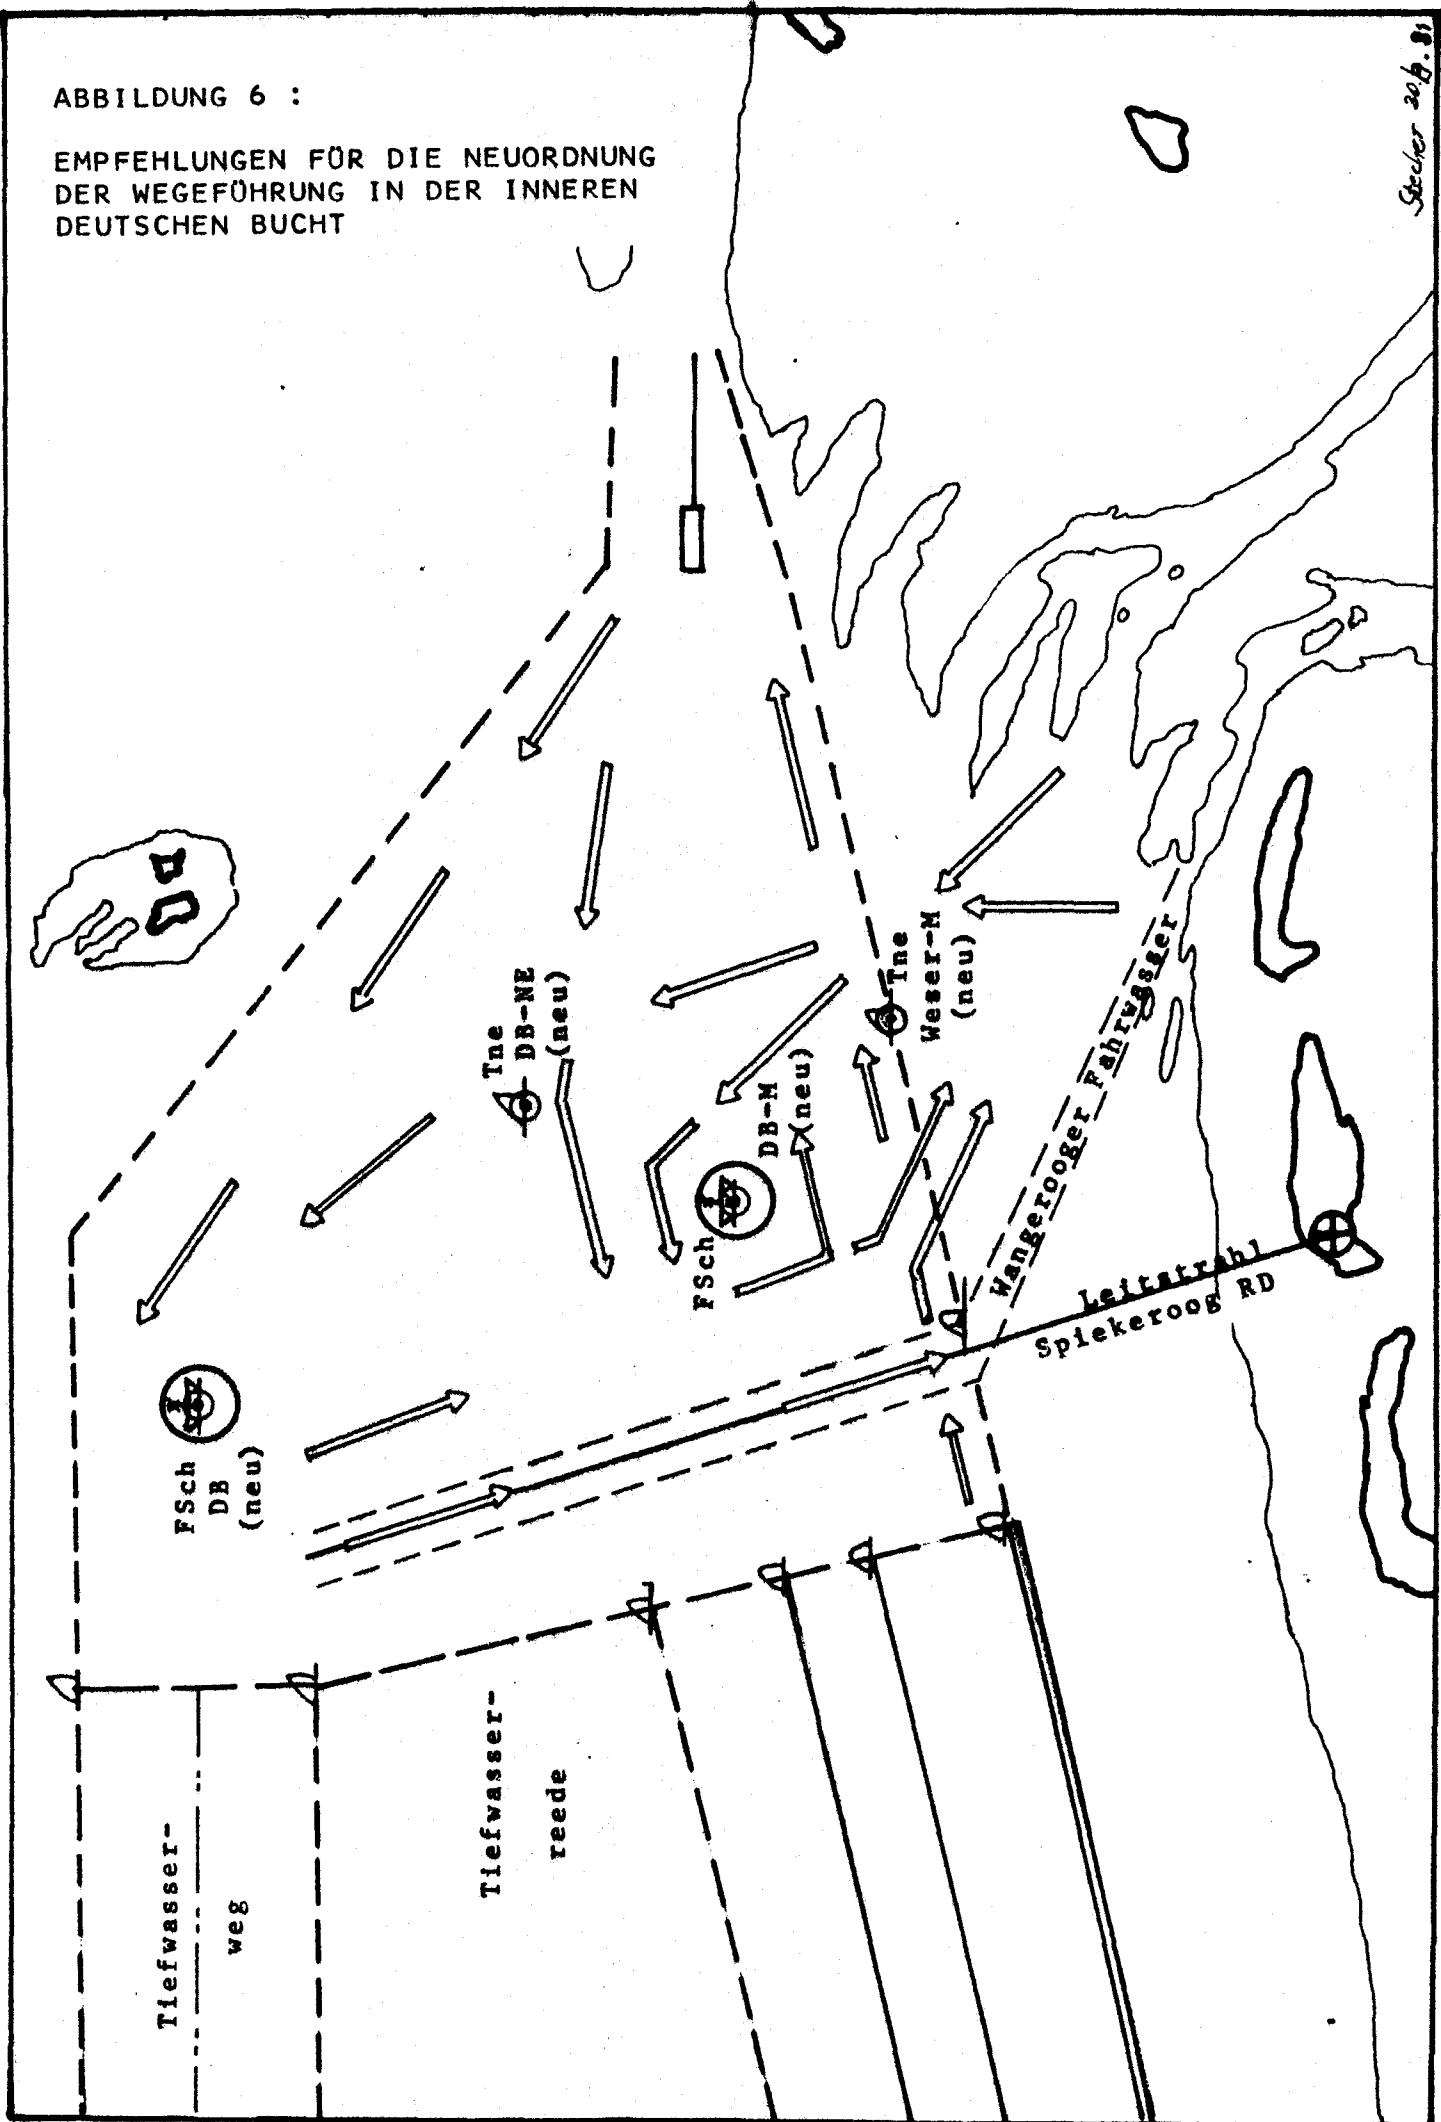 ABBILDUNG 6 :
EMPFEHLUNGEN FÜR DIE NEUORDNUNG
DER WEGEFÜHRUNG IN DER INNEREN
DEUTSCHEN BUCHT
Tne
DB-NE
(neu)
Tne
Weser-M
(neu)
FSch
DB-M
(neu)
Wangerooger Fahrwasser
Leitstrahl
Spiekeroog RD
FSch
DB
(neu)
Tiefwasser-
reede
Tiefwasser-
weg